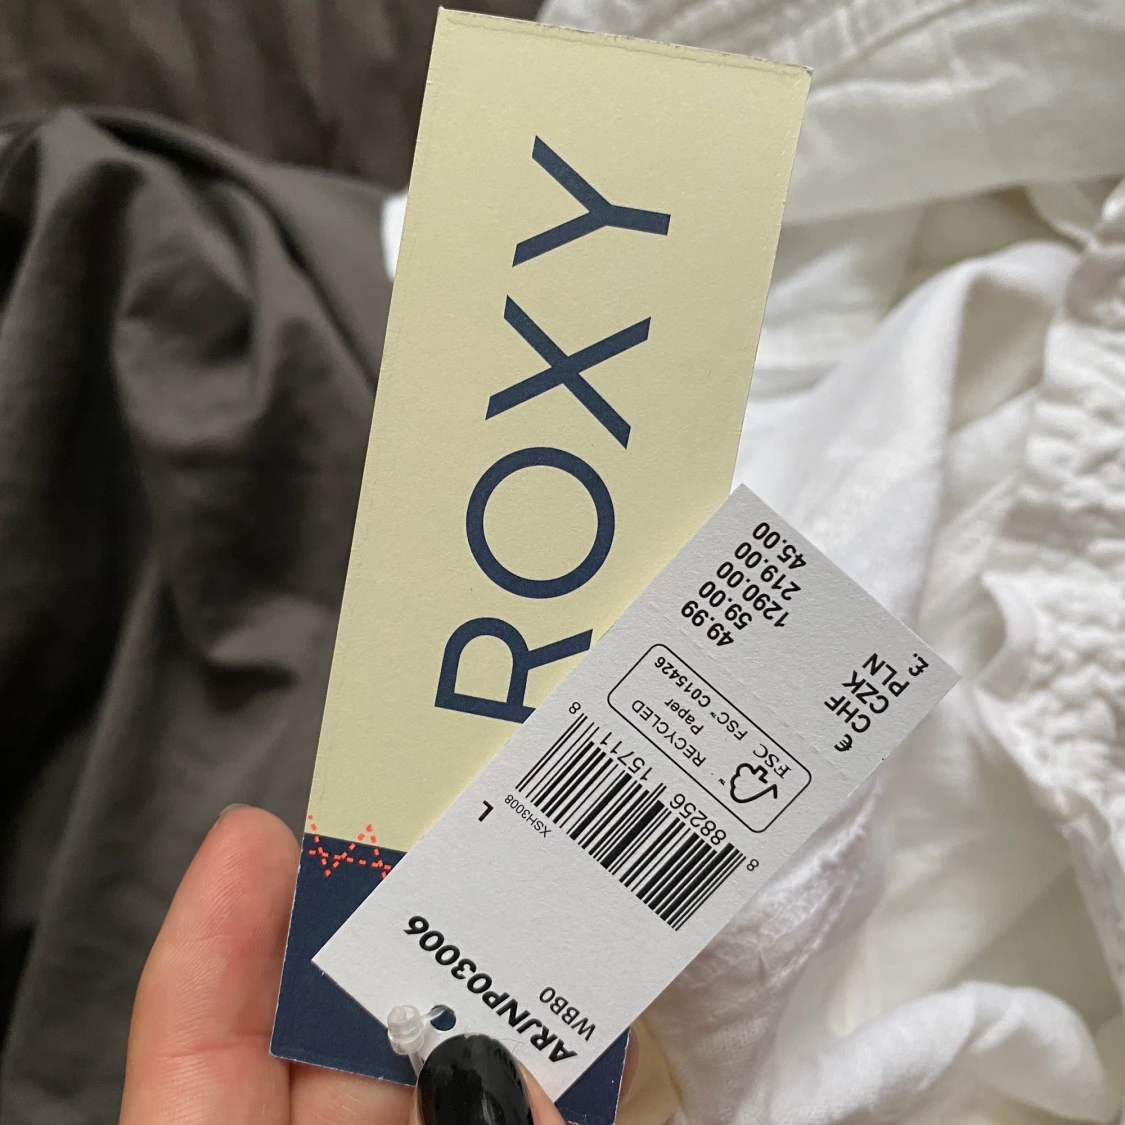 ROXY
ARJNP03006
WBB0
L
XSH3008
8 88256 15711 8
RECYCLED
Paper
FSC FSC™ C015426
€ 49.99
CHF 59.00
CZK 1290.00
PLN 219.00
£. 45.00